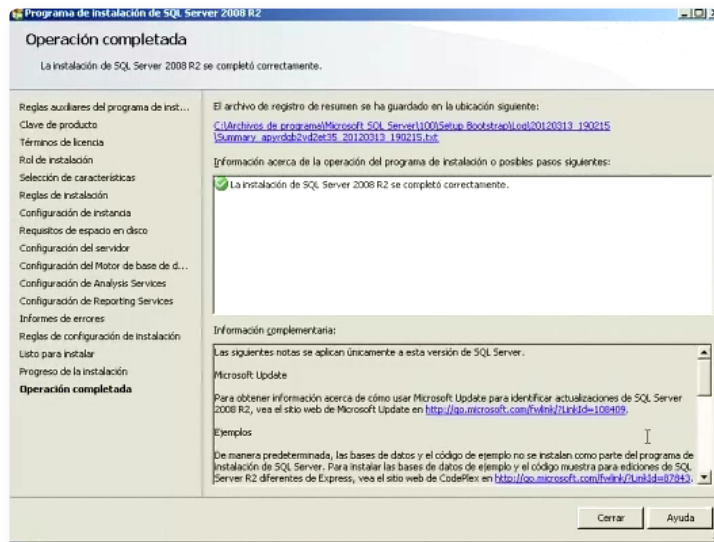 Programa de instalación de SQL Server 2008 R2
Operación completada
La instalación de SQL Server 2008 R2 se completó correctamente.
Reglas auxiliares del programa de inst...
Clave de producto
Términos de licencia
Rol de instalación
Selección de características
Reglas de instalación
Configuración de instancia
Requisitos de espacio en disco
Configuración del servidor
Configuración del Motor de base de d...
Configuración de Analysis Services
Configuración de Reporting Services
Informes de errores
Reglas de configuración de instalación
Listo para instalar
Progreso de la instalación
Operación completada
El archivo de registro de resumen se ha guardado en la ubicación siguiente:
C:\Archivos de programa\Microsoft SQL Server\100\Setup Bootstrap\Log\20120313_190215
\Summary_apyrdqb2vd2et35_20120313_190215.txt
Información acerca de la operación del programa de instalación o posibles pasos siguientes:
La instalación de SQL Server 2008 R2 se completó correctamente.
Información complementaria:
Las siguientes notas se aplican únicamente a esta versión de SQL Server.
Microsoft Update
Para obtener información acerca de cómo usar Microsoft Update para identificar actualizaciones de SQL Server
2008 R2, vea el sitio web de Microsoft Update en http://go.microsoft.com/fwlink/?LinkId=108409.
Ejemplos
De manera predeterminada, las bases de datos y el código de ejemplo no se instalan como parte del programa de
instalación de SQL Server. Para instalar las bases de datos de ejemplo y el código muestra para ediciones de SQL
Server R2 diferentes de Express, vea el sitio web de CodePlex en http://go.microsoft.com/fwlink/?LinkId=87843.
Cerrar
Ayuda